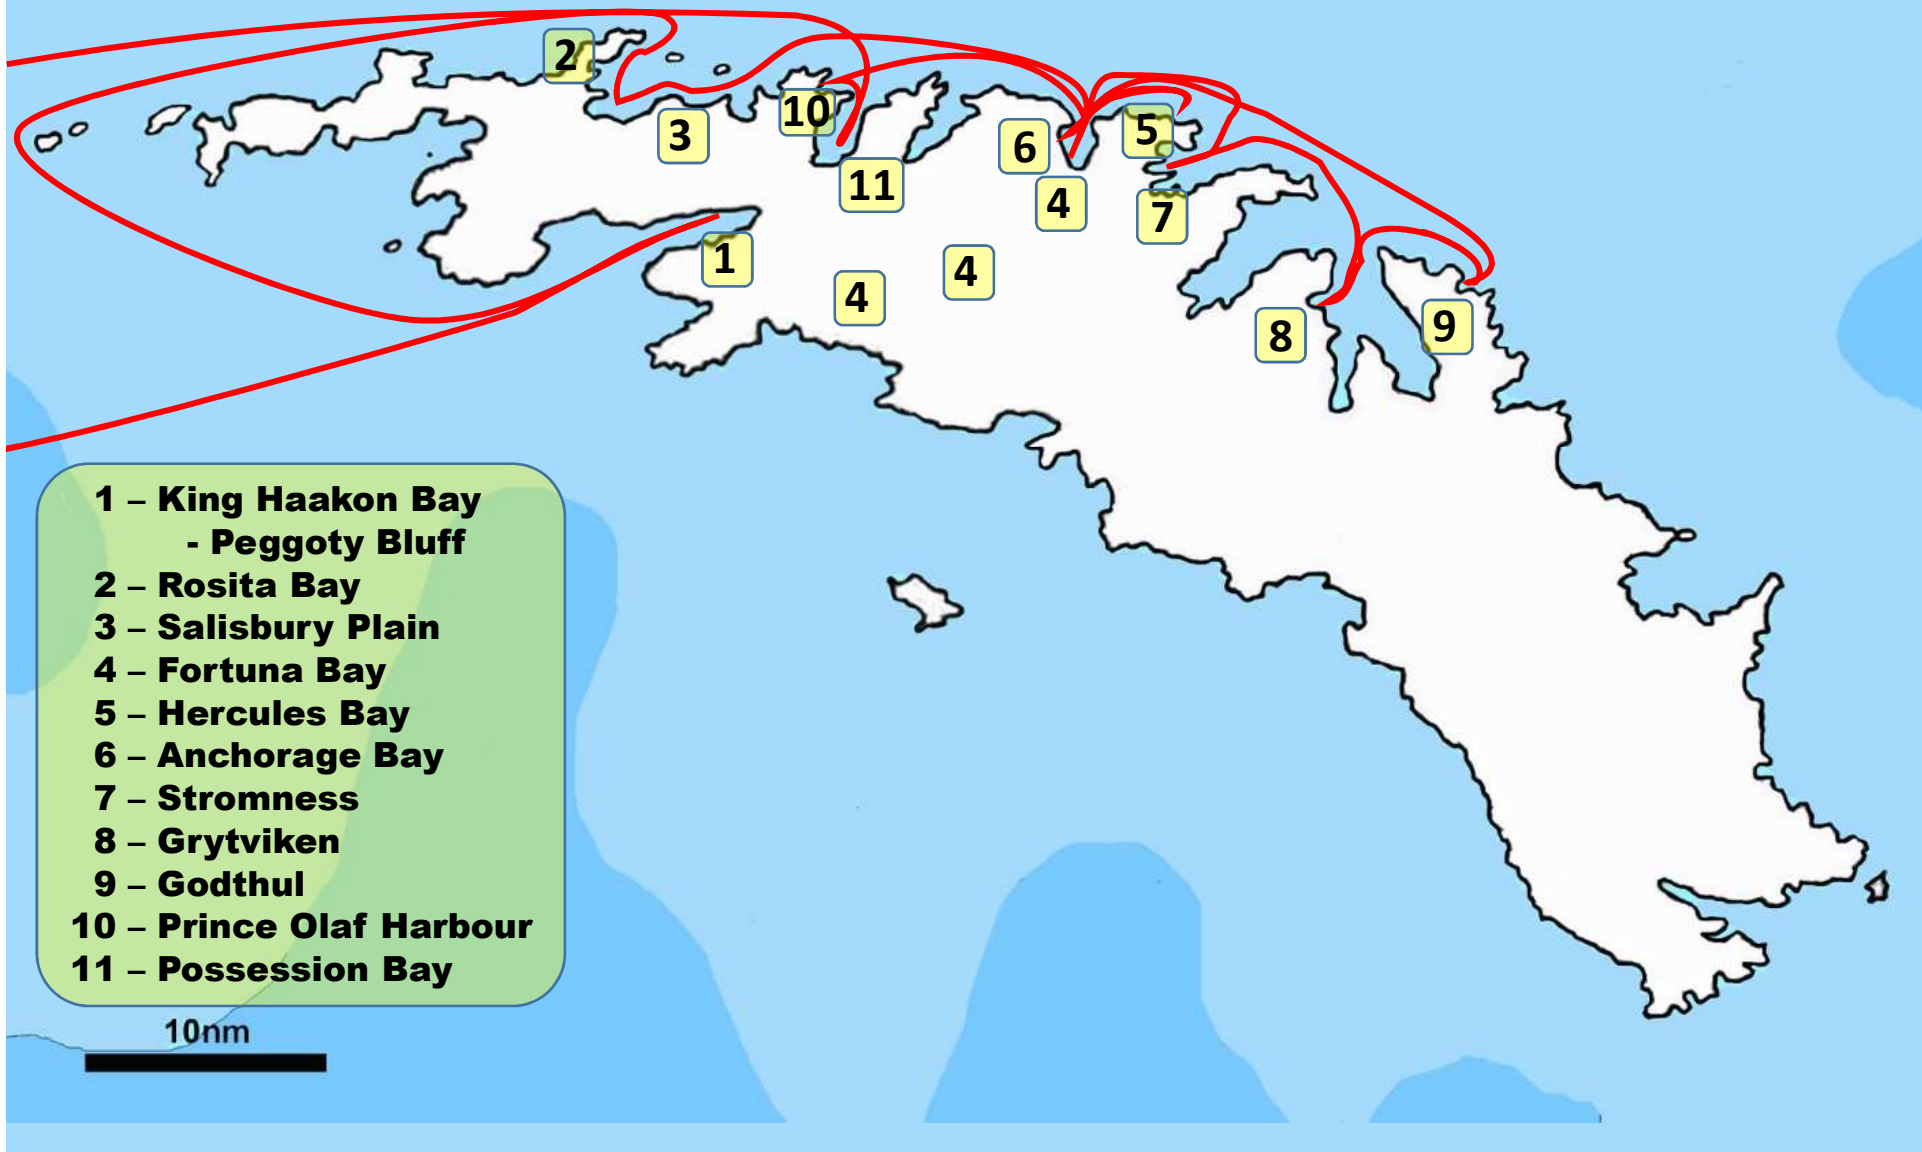 2
10
3
5
6
11
4
7
1
4
4
8
9
1 – King Haakon Bay
- Peggoty Bluff
2 – Rosita Bay
3 – Salisbury Plain
4 – Fortuna Bay
5 – Hercules Bay
6 – Anchorage Bay
7 – Stromness
8 – Grytviken
9 – Godthul
10 – Prince Olaf Harbour
11 – Possession Bay
10nm